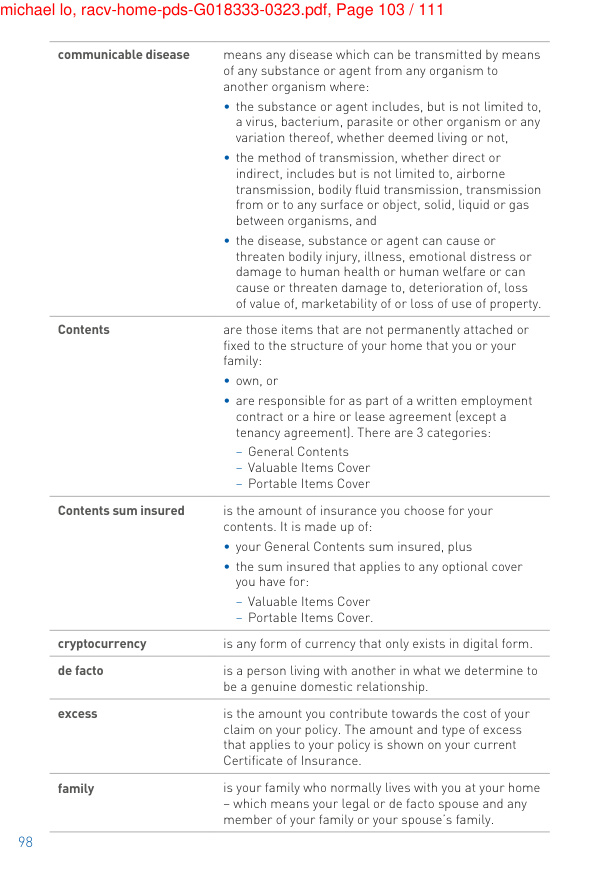 michael lo, racv-home-pds-G018333-0323.pdf, Page 103 / 111
communicable disease
means any disease which can be transmitted by means
of any substance or agent from any organism to
another organism where:
• the substance or agent includes, but is not limited to,
a virus, bacterium, parasite or other organism or any
variation thereof, whether deemed living or not,
• the method of transmission, whether direct or
indirect, includes but is not limited to, airborne
transmission, bodily fluid transmission, transmission
from or to any surface or object, solid, liquid or gas
between organisms, and
• the disease, substance or agent can cause or
threaten bodily injury, illness, emotional distress or
damage to human health or human welfare or can
cause or threaten damage to, deterioration of, loss
of value of, marketability of or loss of use of property.
Contents
are those items that are not permanently attached or
fixed to the structure of your home that you or your
family:
• own, or
• are responsible for as part of a written employment
contract or a hire or lease agreement (except a
tenancy agreement). There are 3 categories:
– General Contents
– Valuable Items Cover
– Portable Items Cover
Contents sum insured
is the amount of insurance you choose for your
contents. It is made up of:
• your General Contents sum insured, plus
• the sum insured that applies to any optional cover
you have for:
– Valuable Items Cover
– Portable Items Cover.
cryptocurrency
is any form of currency that only exists in digital form.
de facto
is a person living with another in what we determine to
be a genuine domestic relationship.
excess
is the amount you contribute towards the cost of your
claim on your policy. The amount and type of excess
that applies to your policy is shown on your current
Certificate of Insurance.
family
is your family who normally lives with you at your home
– which means your legal or de facto spouse and any
member of your family or your spouse's family.
98